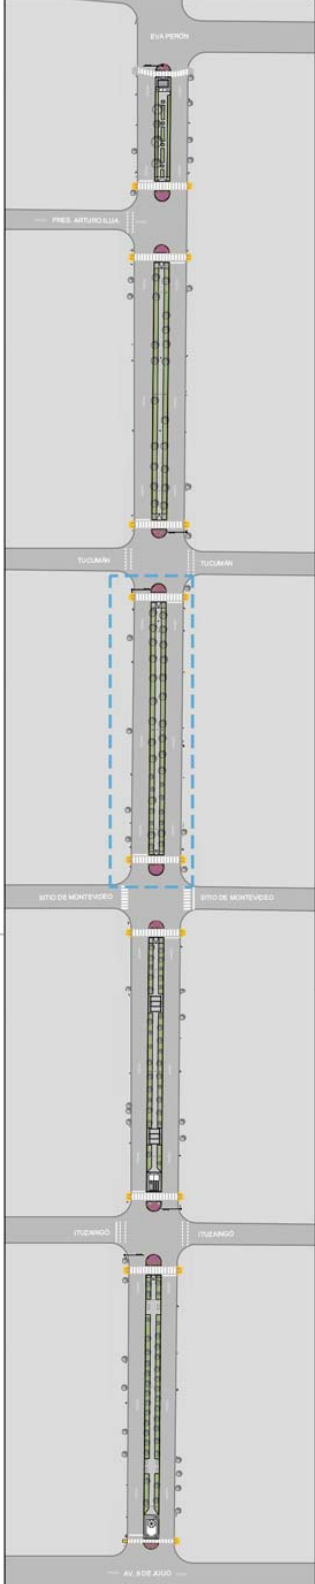 EVA PERÓN
PRES. ARTURO ILLIA
TUCUMÁN
TUCUMÁN
SITIO DE MONTEVIDEO
SITIO DE MONTEVIDEO
ITUZAINGÓ
ITUZAINGÓ
AV. 9 DE JULIO